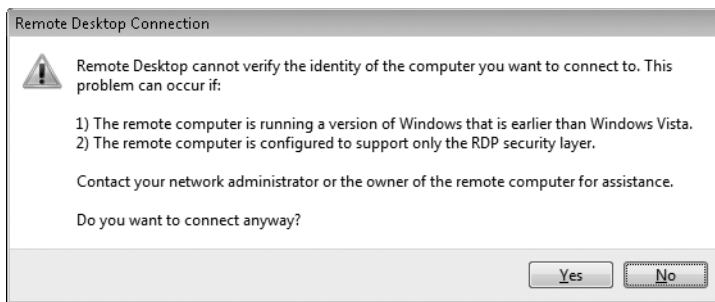 Remote Desktop Connection
Remote Desktop cannot verify the identity of the computer you want to connect to. This
problem can occur if:
1) The remote computer is running a version of Windows that is earlier than Windows Vista.
2) The remote computer is configured to support only the RDP security layer.
Contact your network administrator or the owner of the remote computer for assistance.
Do you want to connect anyway?
Yes No